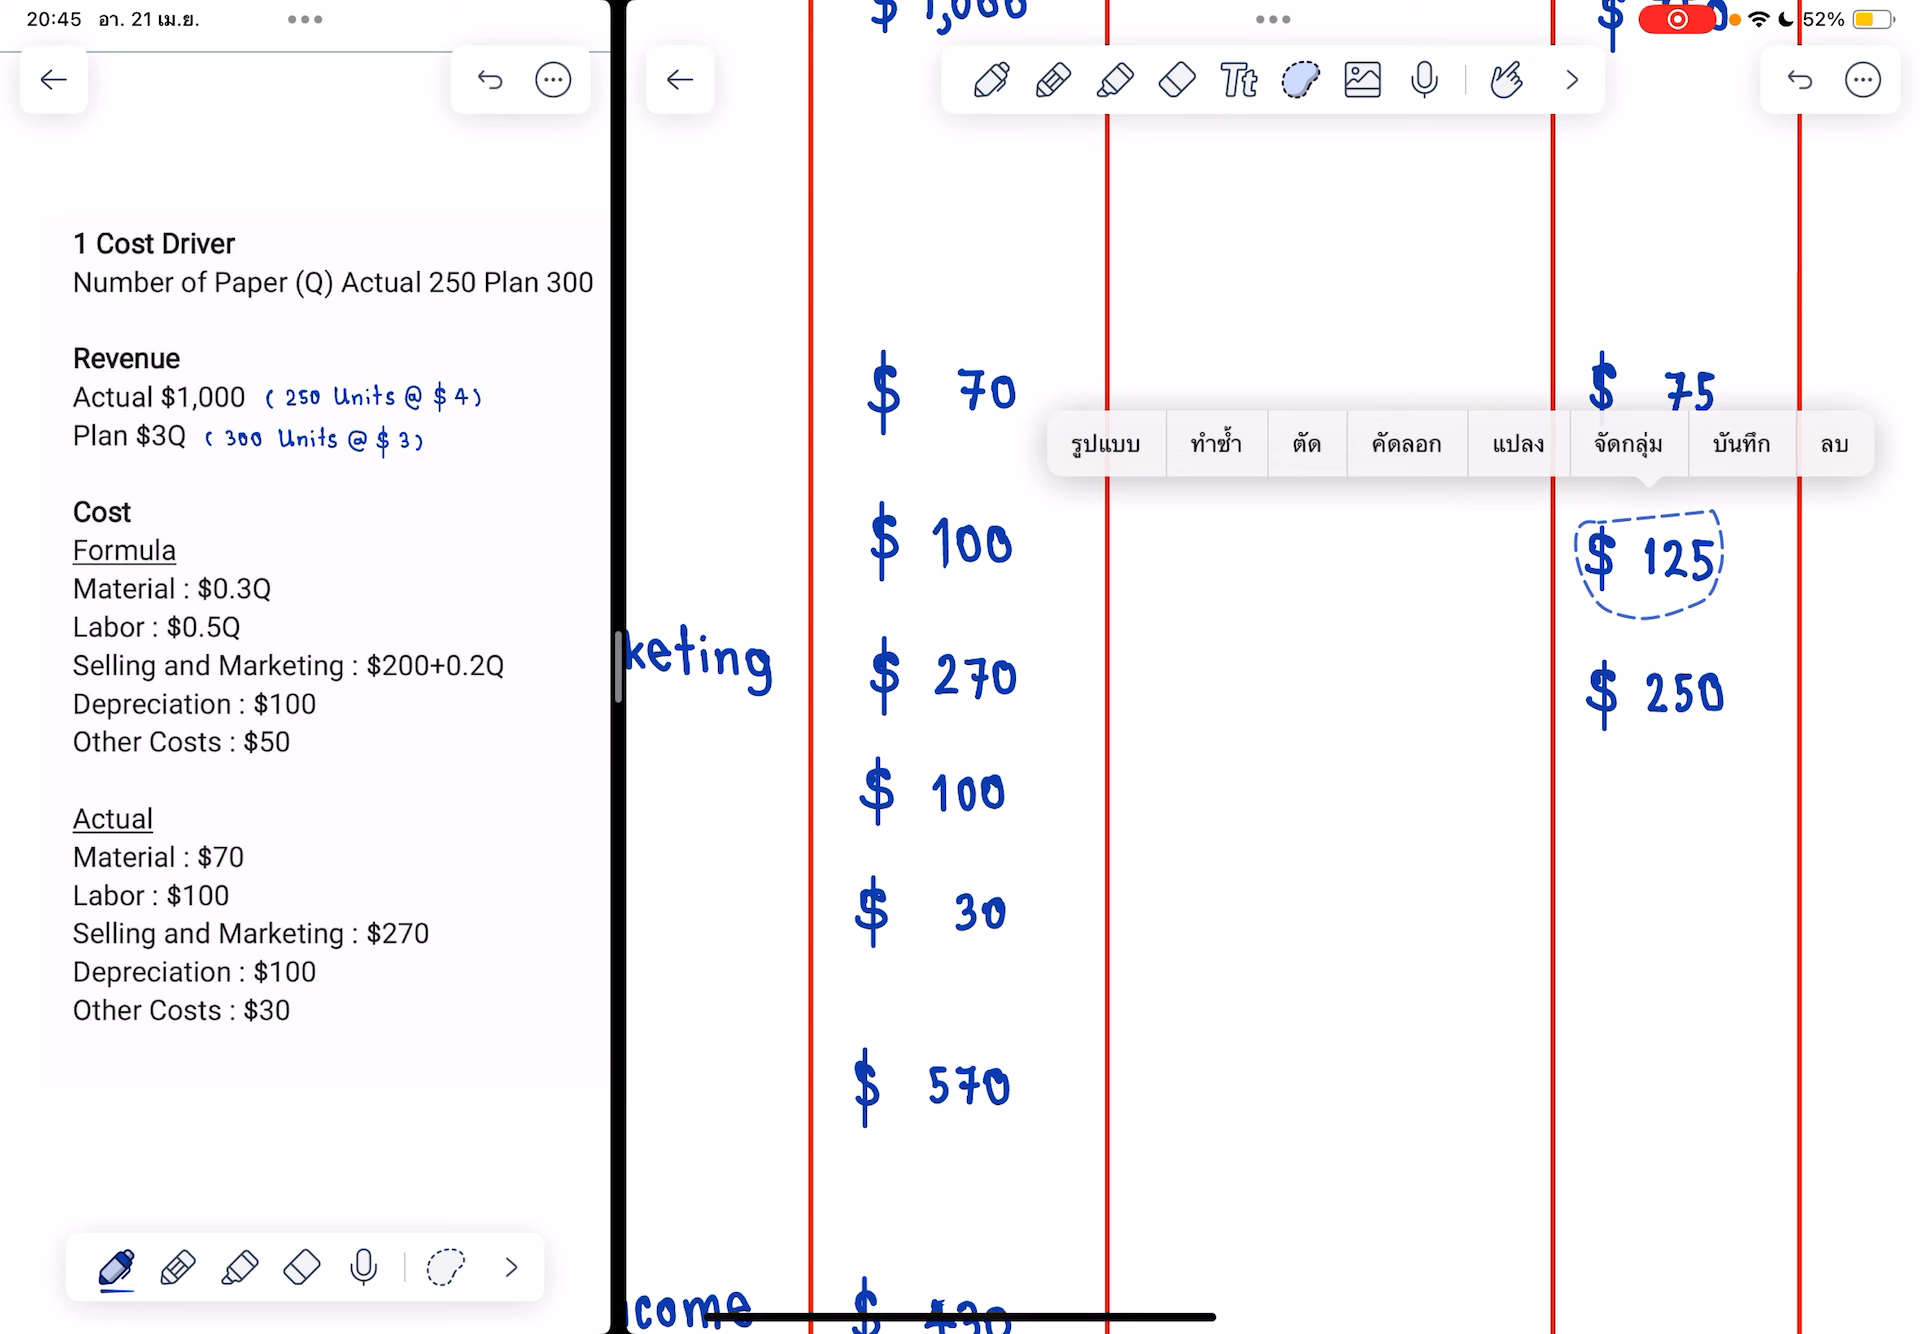 20:45 อา. 21 เม.ย.
52%
1 Cost Driver
Number of Paper (Q) Actual 250 Plan 300
Revenue
Actual $1,000 ( 250 Units @ $ 4)
Plan $3Q ( 300 Units @ $ 3)
Cost
Formula
Material : $0.3Q
Labor : $0.5Q
Selling and Marketing : $200+0.2Q
Depreciation : $100
Other Costs : $50
Actual
Material : $70
Labor : $100
Selling and Marketing : $270
Depreciation : $100
Other Costs : $30
$ 1,000
Tt
$ 70
$ 75
รูปแบบ ทำซ้ำ ตัด คัดลอก แปลง จัดกลุ่ม บันทึก ลบ
$ 100
$ 125
keting $ 270
$ 250
$ 100
$ 30
$ 570
come $ 430